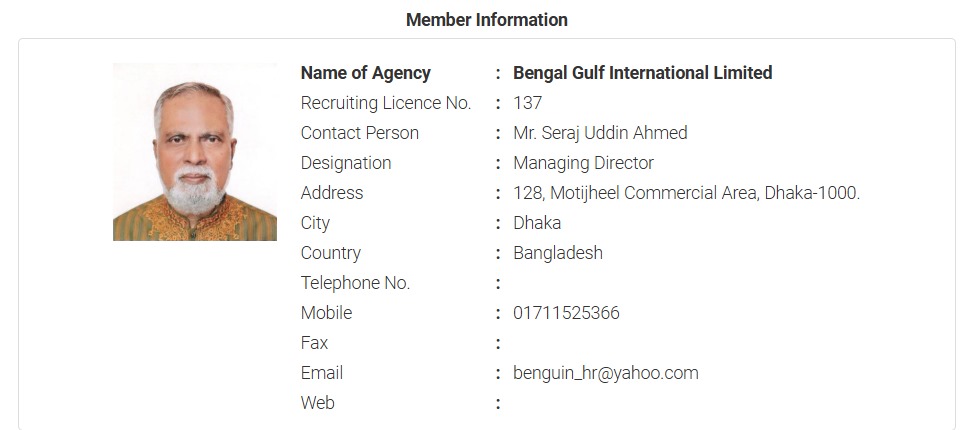 Member Information
Name of Agency : Bengal Gulf International Limited
Recruiting Licence No. : 137
Contact Person : Mr. Seraj Uddin Ahmed
Designation : Managing Director
Address : 128, Motijheel Commercial Area, Dhaka-1000.
City : Dhaka
Country : Bangladesh
Telephone No. :
Mobile : 01711525366
Fax :
Email : benguin_hr@yahoo.com
Web :